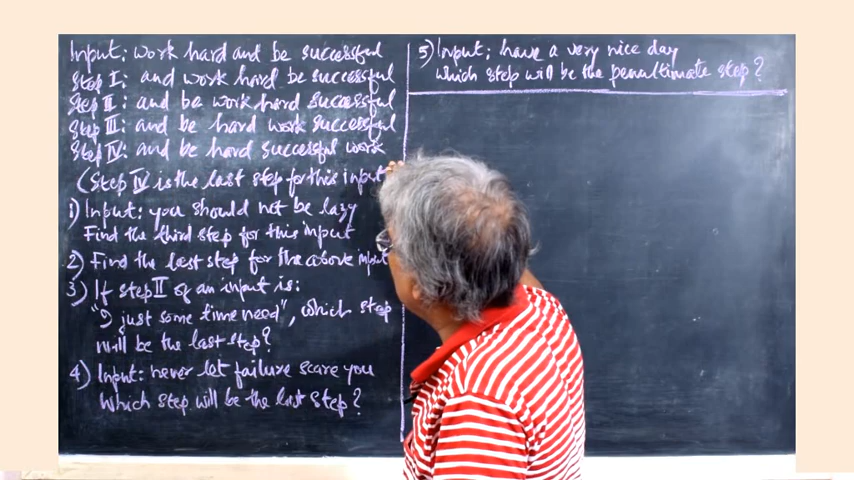 Input: work hard and be successful
Step I: and work hard be successful
Step II: and be work hard successful
Step III: and be hard work successful
Step IV: and be hard successful work
(Step IV is the last step for this input
1) Input: you should not be lazy
Find the third step for this input
2) Find the last step for the above input
3) If step II of an input is:
"I just some time need", which step
will be the last step?
4) Input: never let failure scare you
Which step will be the last step?
5) Input: have a very nice day
Which step will be the penultimate step?